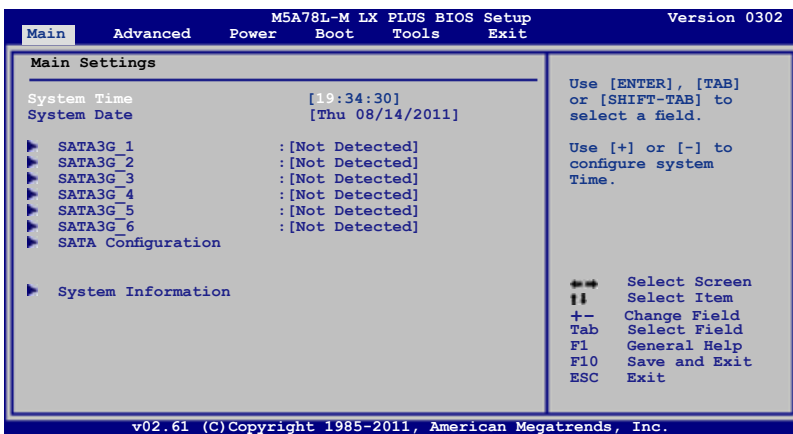 M5A78L-M LX PLUS BIOS Setup Version 0302
Main Advanced Power Boot Tools Exit
Main Settings
System Time [19:34:30]
System Date [Thu 08/14/2011]
SATA3G_1 :[Not Detected]
SATA3G_2 :[Not Detected]
SATA3G_3 :[Not Detected]
SATA3G_4 :[Not Detected]
SATA3G_5 :[Not Detected]
SATA3G_6 :[Not Detected]
SATA Configuration
System Information
Use [ENTER], [TAB]
or [SHIFT-TAB] to
select a field.
Use [+] or [-] to
configure system
Time.
←→ Select Screen
↑↓ Select Item
+- Change Field
Tab Select Field
F1 General Help
F10 Save and Exit
ESC Exit
v02.61 (C)Copyright 1985-2011, American Megatrends, Inc.